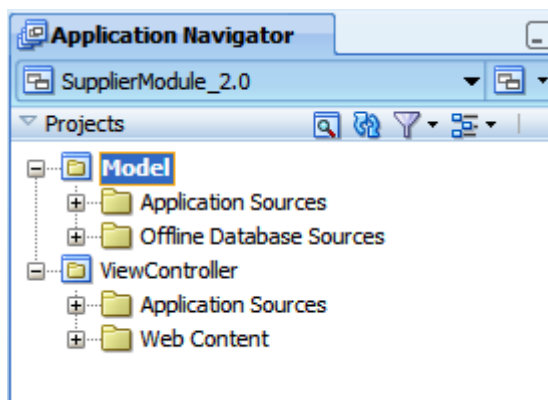 Application Navigator
SupplierModule_2.0
Projects
Model
Application Sources
Offline Database Sources
ViewController
Application Sources
Web Content